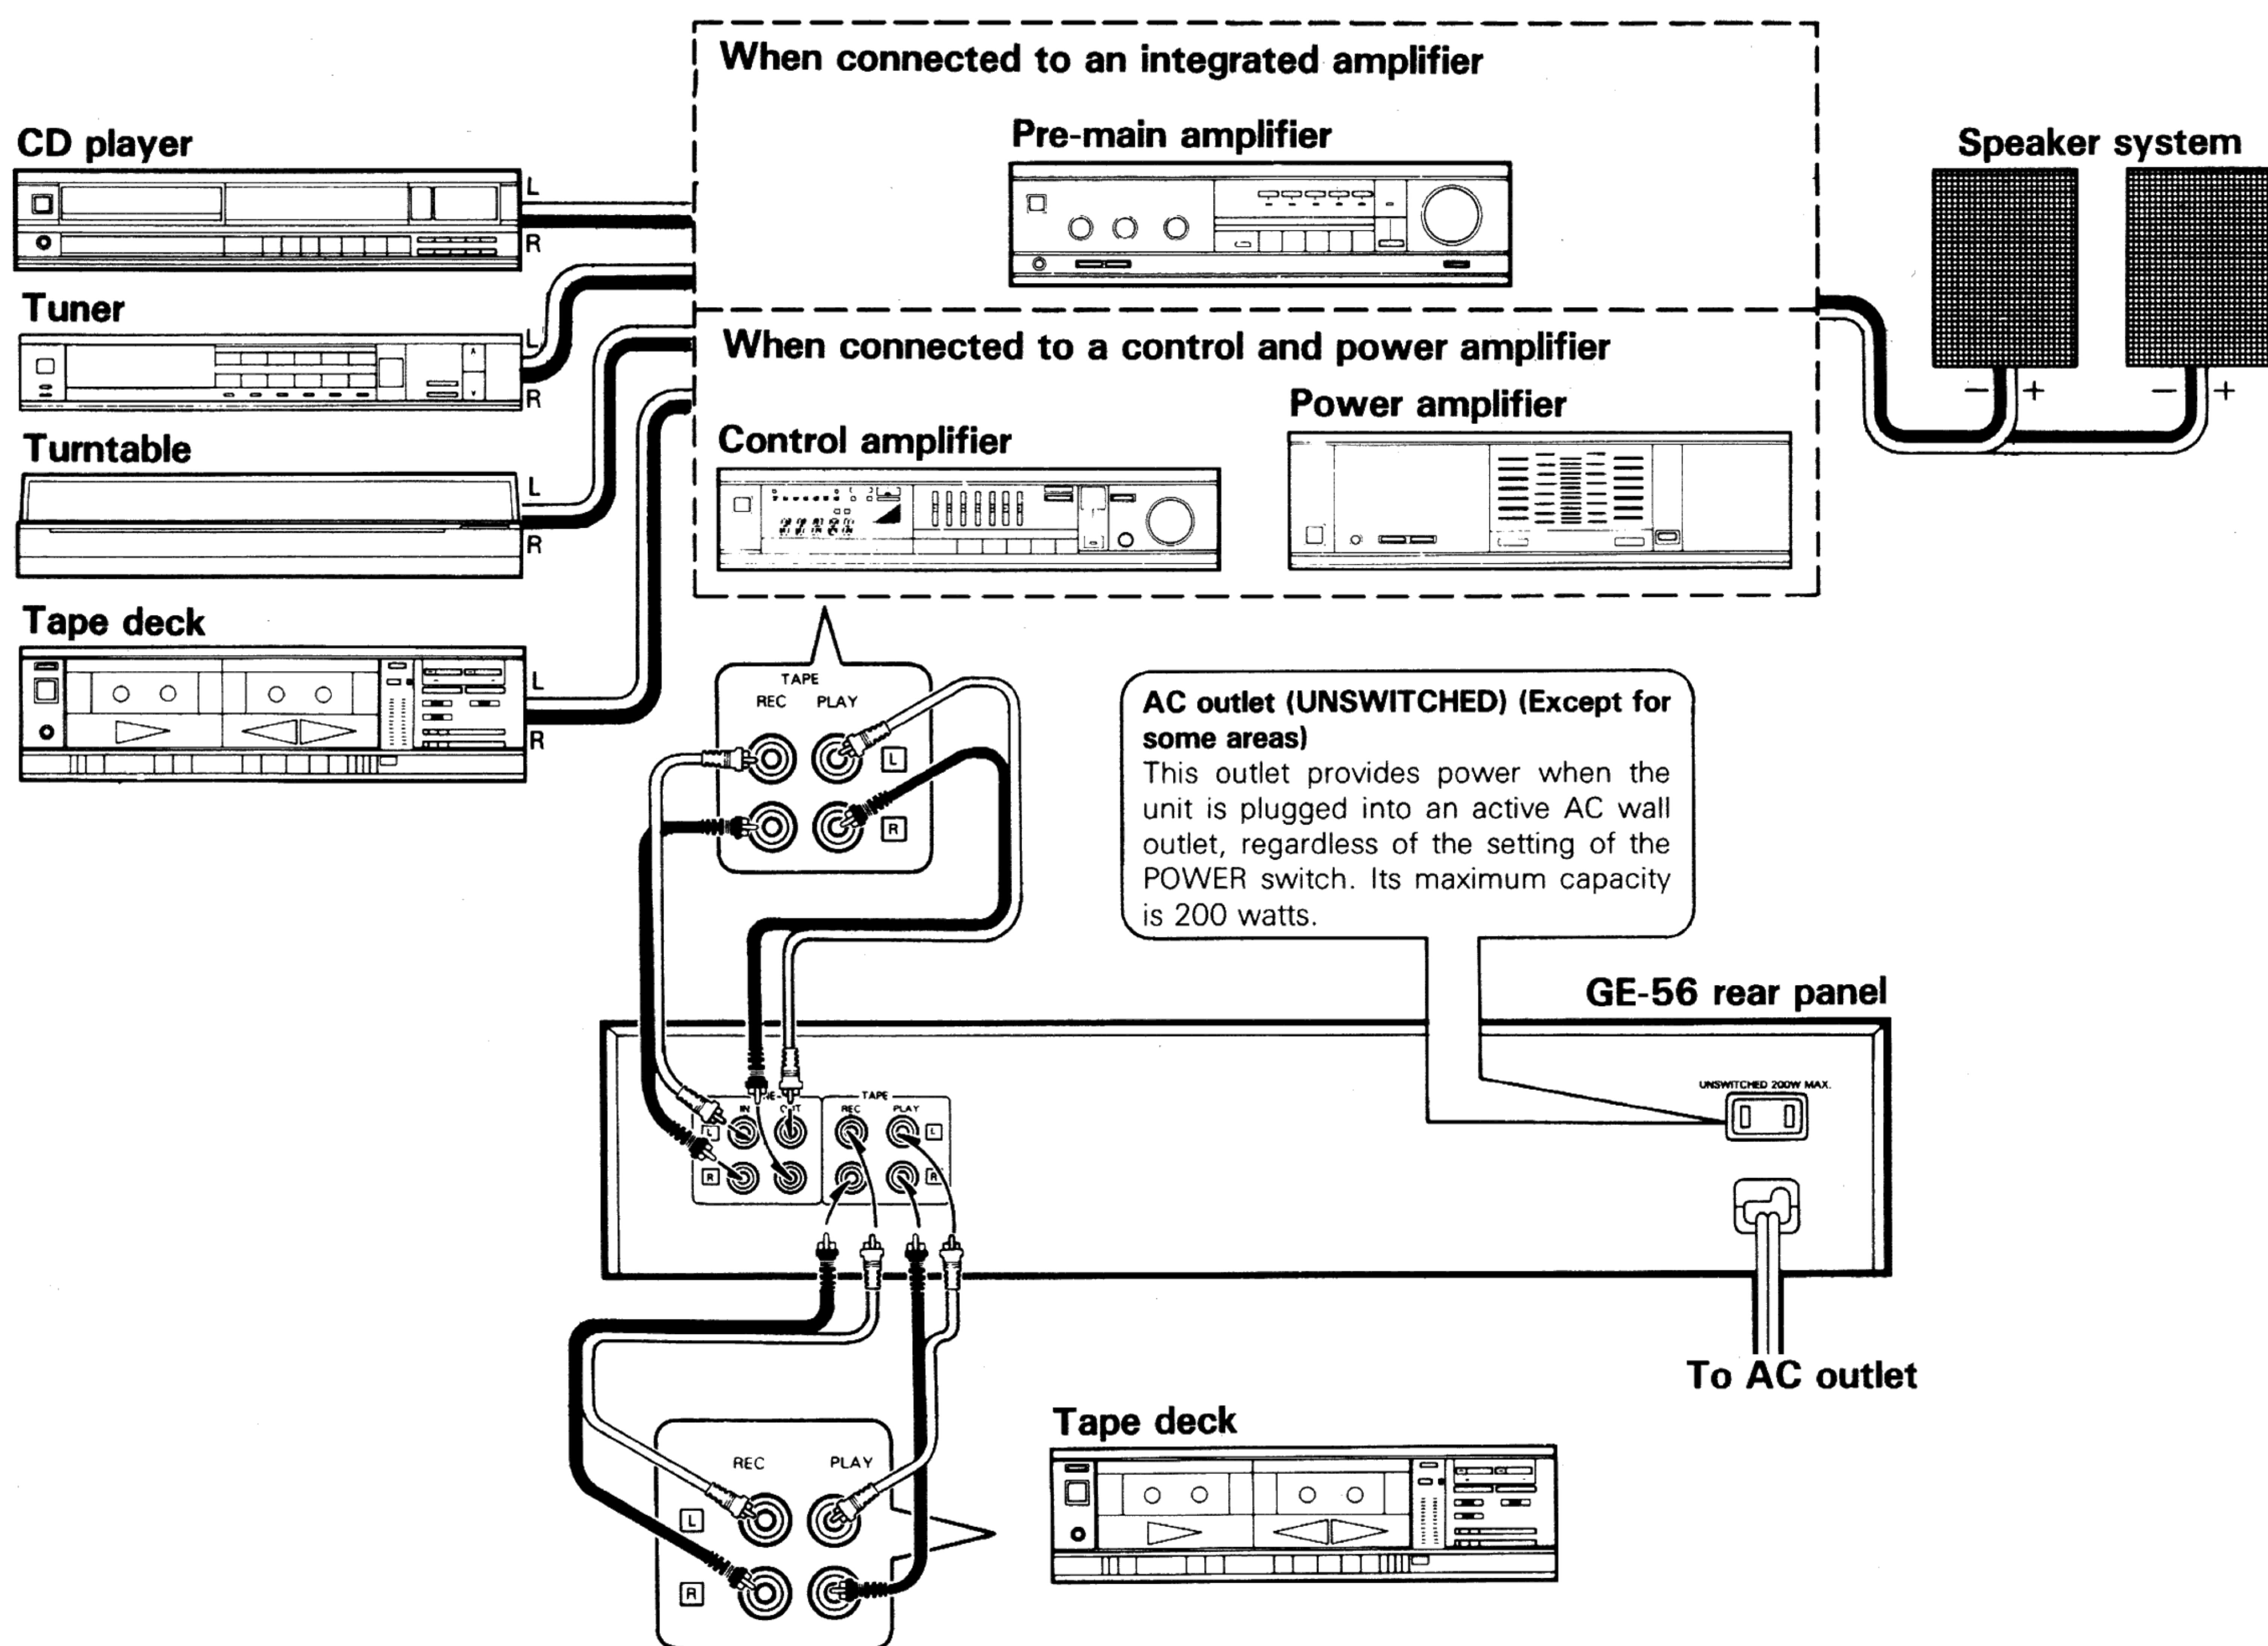 When connected to an integrated amplifier
Pre-main amplifier
Speaker system
CD player
L
R
Tuner
L
R
A
When connected to a control and power amplifier
Power amplifier
Control amplifier
− +
− +
Turntable
L
R
Tape deck
L
R
TAPE
REC PLAY
L
R
AC outlet (UNSWITCHED) (Except for
some areas)
This outlet provides power when the
unit is plugged into an active AC wall
outlet, regardless of the setting of the
POWER switch. Its maximum capacity
is 200 watts.
GE-56 rear panel
UNSWITCHED 200W MAX.
TAPE
IN REC PLAY
L L
R R
To AC outlet
Tape deck
REC PLAY
L
R